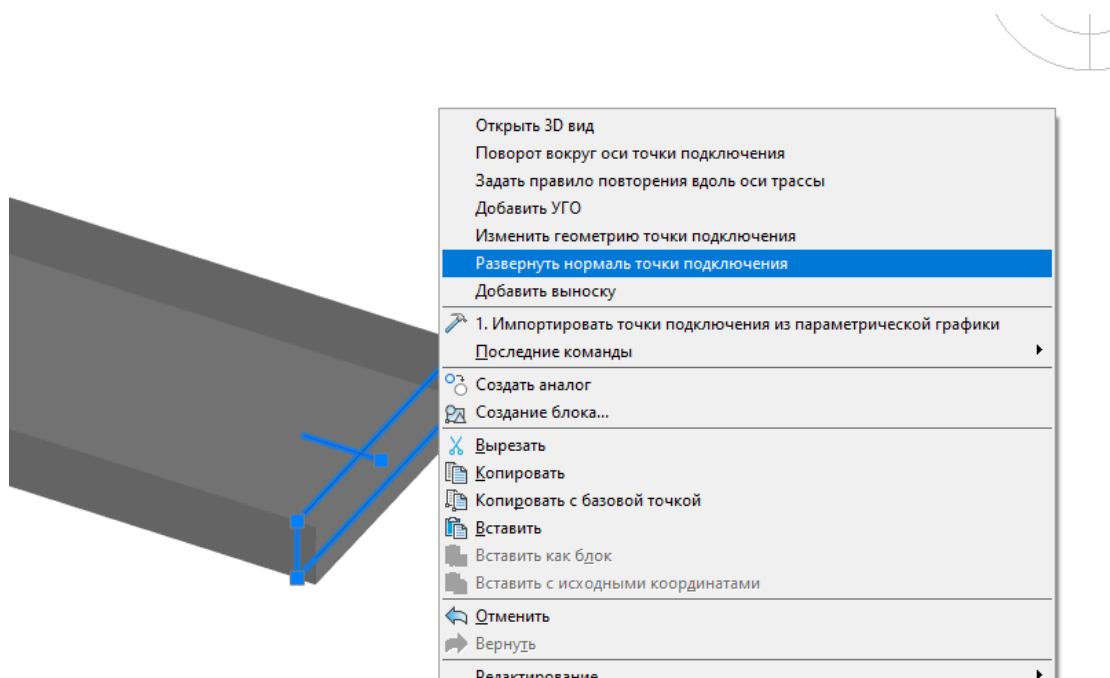 Открыть 3D вид
Поворот вокруг оси точки подключения
Задать правило повторения вдоль оси трассы
Добавить УГО
Изменить геометрию точки подключения
Развернуть нормаль точки подключения
Добавить выноску
1. Импортировать точки подключения из параметрической графики
Последние команды
Создать аналог
Создание блока...
Вырезать
Копировать
Копировать с базовой точкой
Вставить
Вставить как блок
Вставить с исходными координатами
Отменить
Вернуть
Редактирование